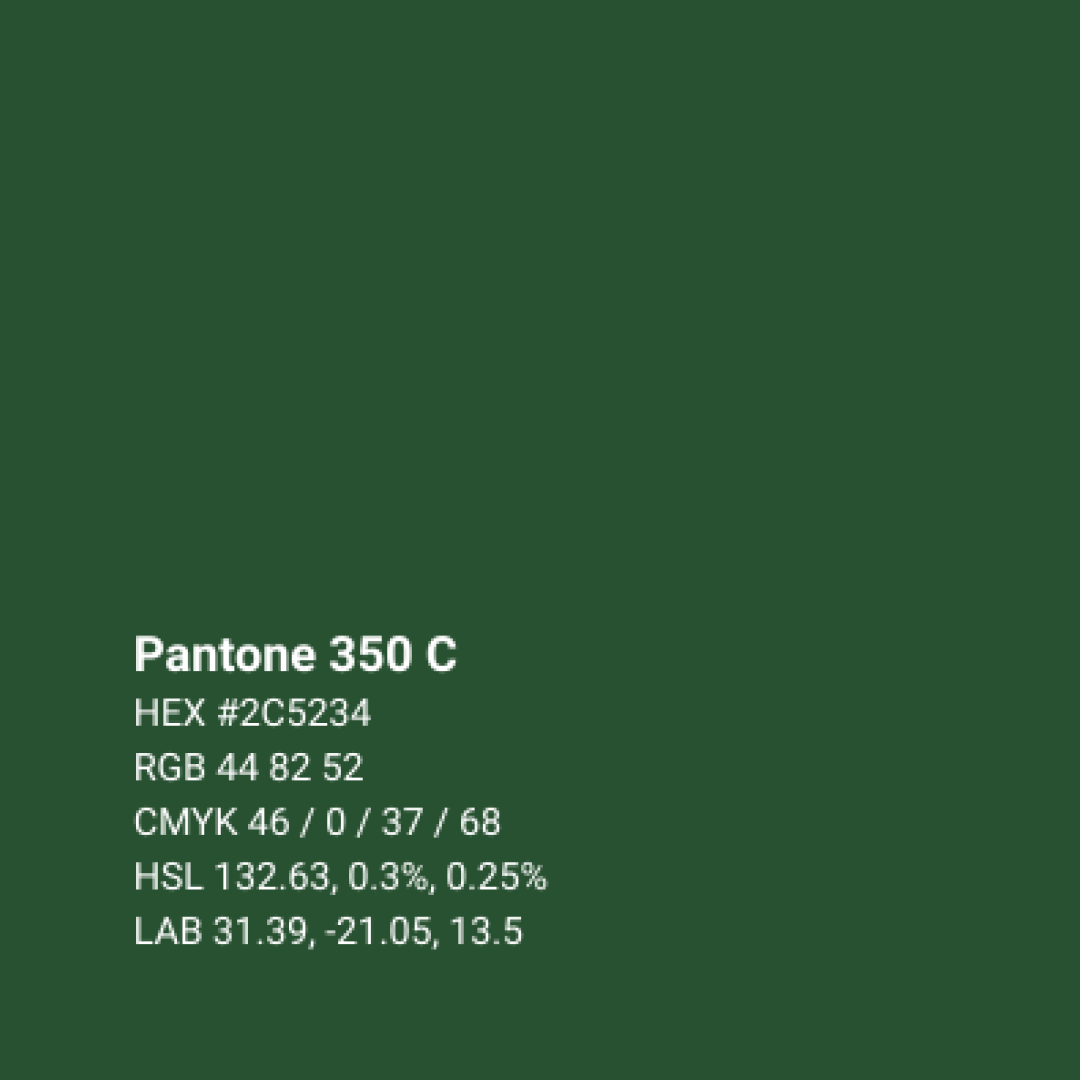 Pantone 350 C
HEX #2C5234
RGB 44 82 52
CMYK 46 / 0 / 37 / 68
HSL 132.63, 0.3%, 0.25%
LAB 31.39, -21.05, 13.5